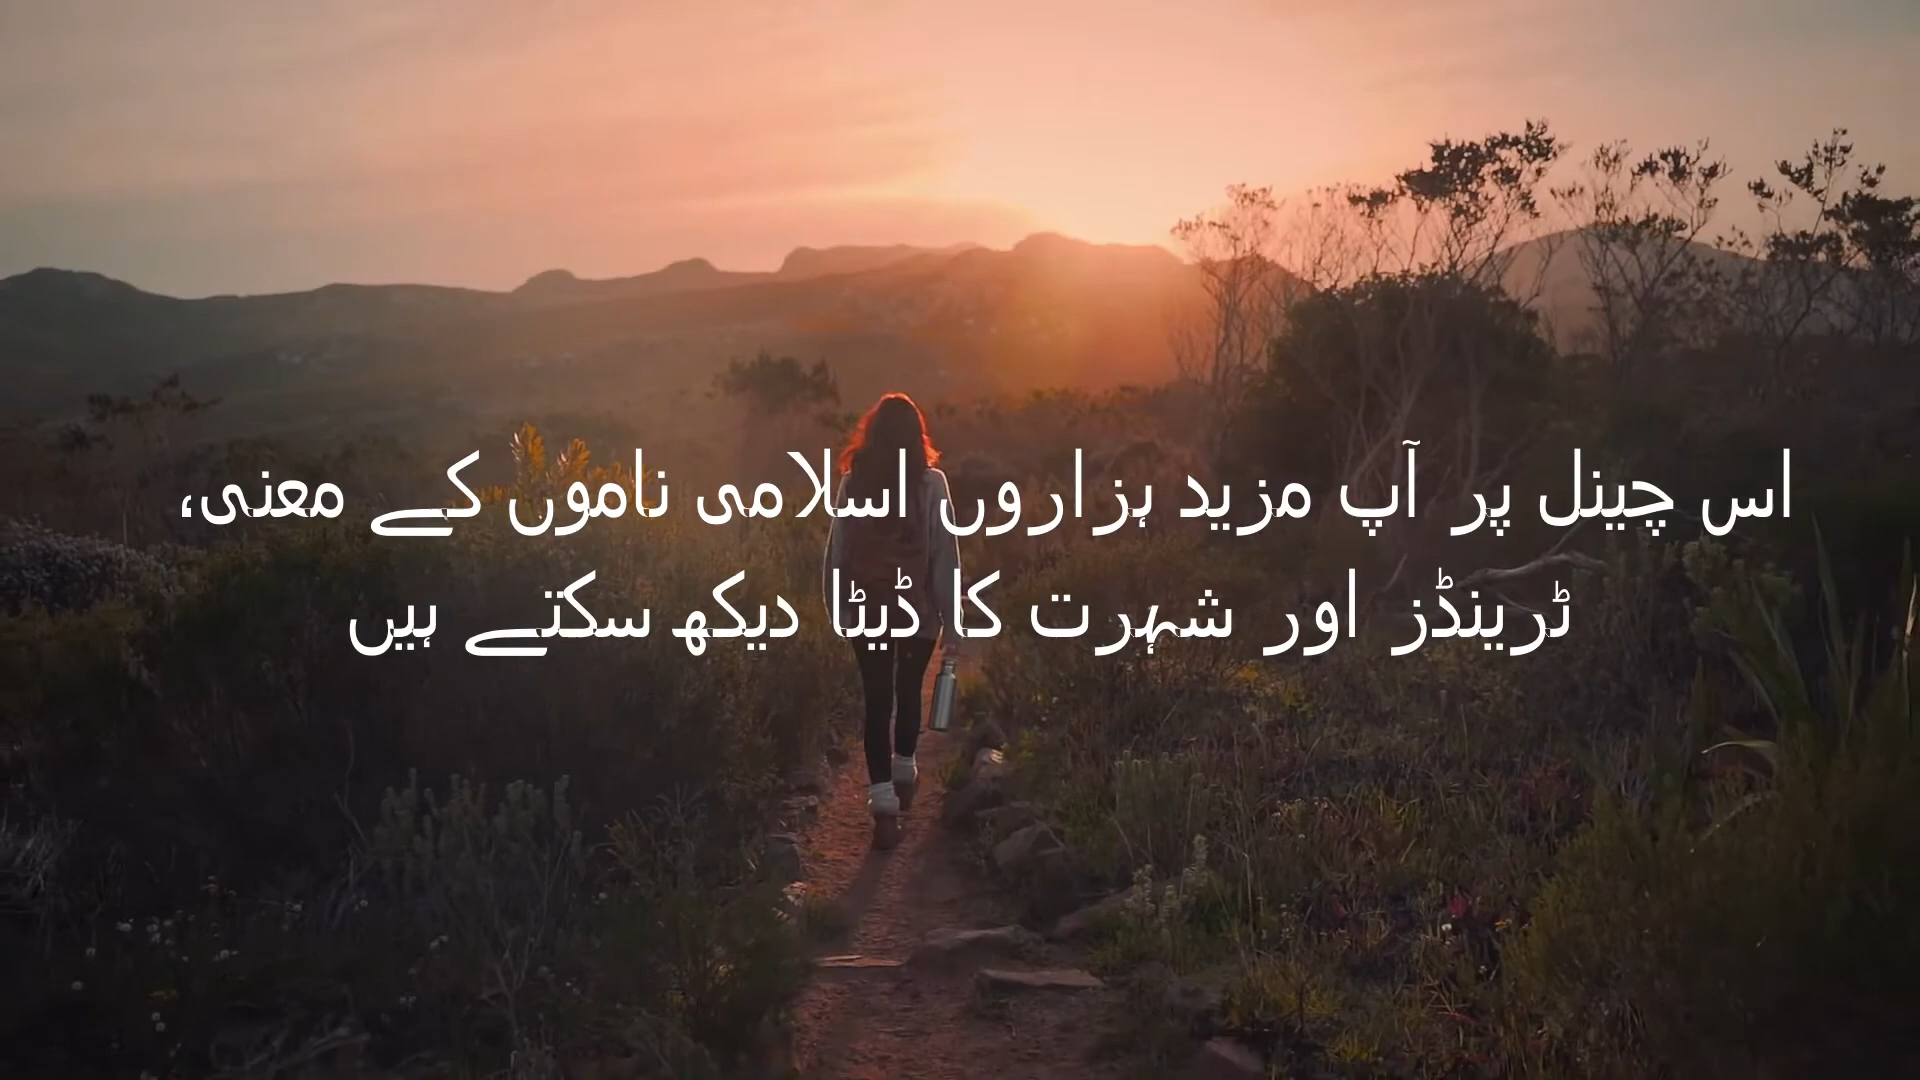 اس چینل پر آپ مزید ہزاروں اسلامی ناموں کے معنی،
ٹرینڈز اور شہرت کا ڈیٹا دیکھ سکتے ہیں